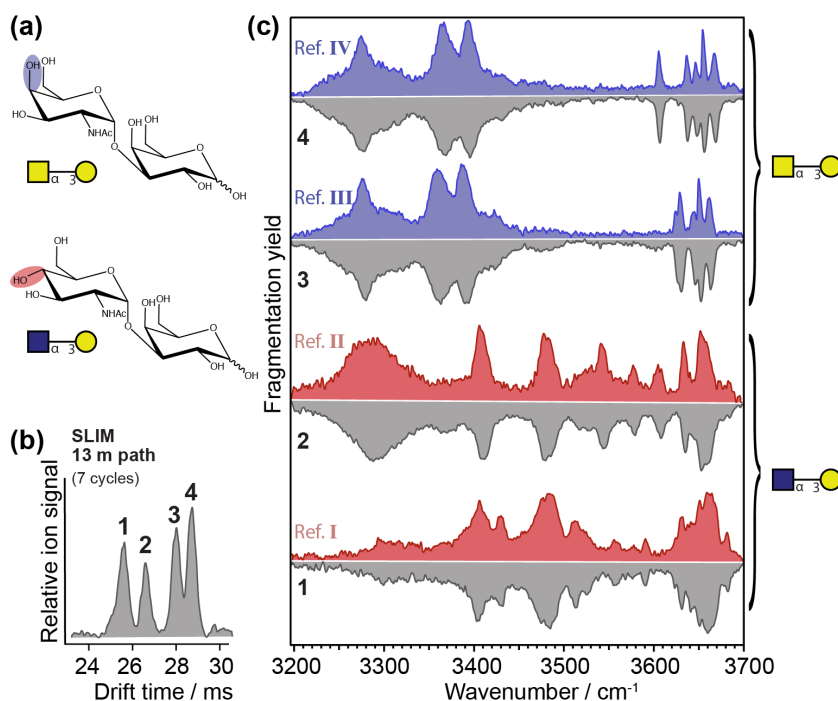 (a)
OH
OH
O
HO
NHAc
OH
OH
O
O
OH
OH
α 3
OH
HO
O
HO
NHAc
OH
OH
O
O
OH
OH
α 3
(b)
SLIM
13 m path
(7 cycles)
Relative ion signal
1
2
3
4
24 26 28 30
Drift time / ms
(c)
Fragmentation yield
Ref. IV
4
Ref. III
3
Ref. II
2
Ref. I
1
3200 3300 3400 3500 3600 3700
Wavenumber / cm⁻¹
α 3
α 3